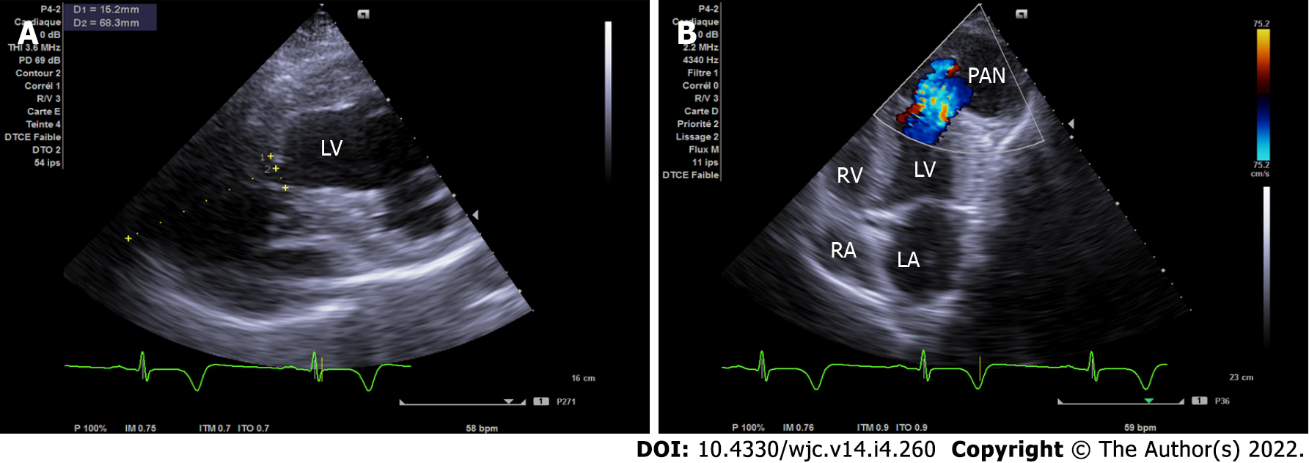 A
P4-2
Cardiaque
0 dB
THI 3.6 MHz
PD 69 dB
Contour 2
Corrél 1
R/V 3
Carte E
Teinte 4
DTCE Faible
DTO 2
54 ips
D1 = 15.2mm
D2 = 68.3mm
LV
1
2
16 cm
1 P271
P 100% IM 0.75 ITM 0.7 ITO 0.7 58 bpm
B
P4-2
Cardiaque
0 dB
2.2 MHz
4340 Hz
Filtre 1
Corrél 0
R/V 3
Carte D
Priorité 2
Lissage 2
Flux M
11 ips
DTCE Faible
75.2
75.2
cm/s
PAN
RV
LV
RA
LA
23 cm
1 P36
P 100% IM 0.76 ITM 0.9 ITO 0.9 59 bpm
DOI: 10.4330/wjc.v14.i4.260 Copyright © The Author(s) 2022.